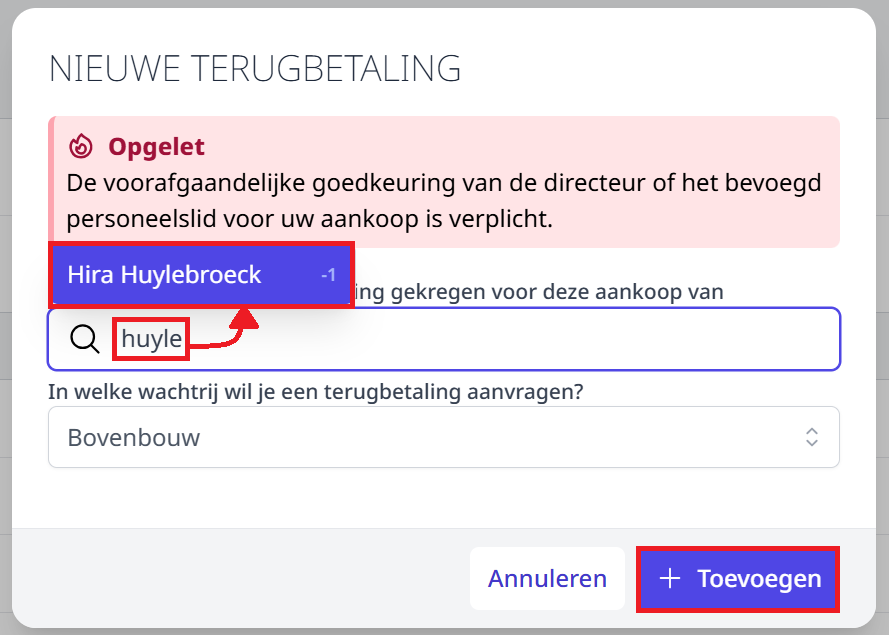 NIEUWE TERUGBETALING
Opgelet
De voorafgaandelijke goedkeuring van de directeur of het bevoegd
personeelslid voor uw aankoop is verplicht.
Hira Huylebroeck -1
ing gekregen voor deze aankoop van
huyle
In welke wachtrij wil je een terugbetaling aanvragen?
Bovenbouw
Annuleren
Toevoegen